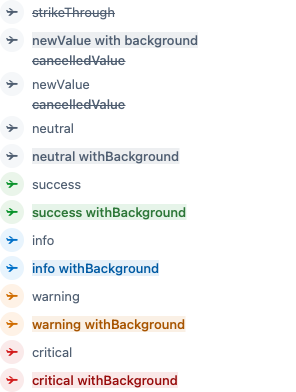 strikeThrough
newValue with background
cancelledValue
newValue
cancelledValue
neutral
neutral withBackground
success
success withBackground
info
info withBackground
warning
warning withBackground
critical
critical withBackground